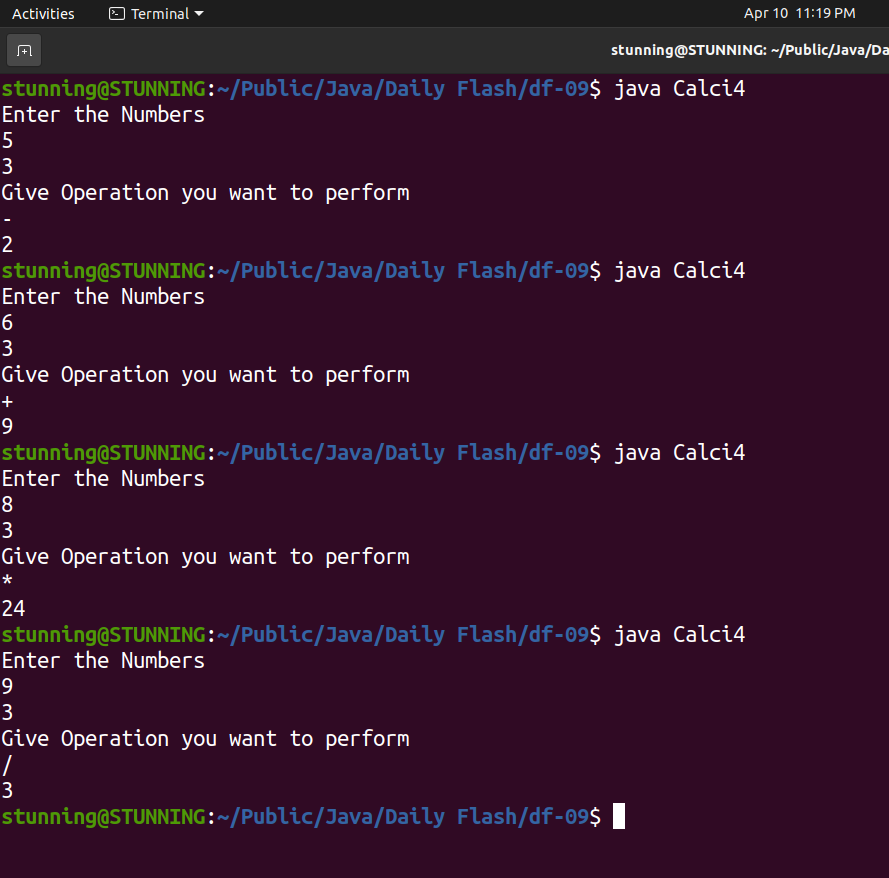 Activities Terminal Apr 10 11:19 PM
stunning@STUNNING: ~/Public/Java/Da
stunning@STUNNING:~/Public/Java/Daily Flash/df-09$ java Calci4
Enter the Numbers
5
3
Give Operation you want to perform
-
2
stunning@STUNNING:~/Public/Java/Daily Flash/df-09$ java Calci4
Enter the Numbers
6
3
Give Operation you want to perform
+
9
stunning@STUNNING:~/Public/Java/Daily Flash/df-09$ java Calci4
Enter the Numbers
8
3
Give Operation you want to perform
*
24
stunning@STUNNING:~/Public/Java/Daily Flash/df-09$ java Calci4
Enter the Numbers
9
3
Give Operation you want to perform
/
3
stunning@STUNNING:~/Public/Java/Daily Flash/df-09$